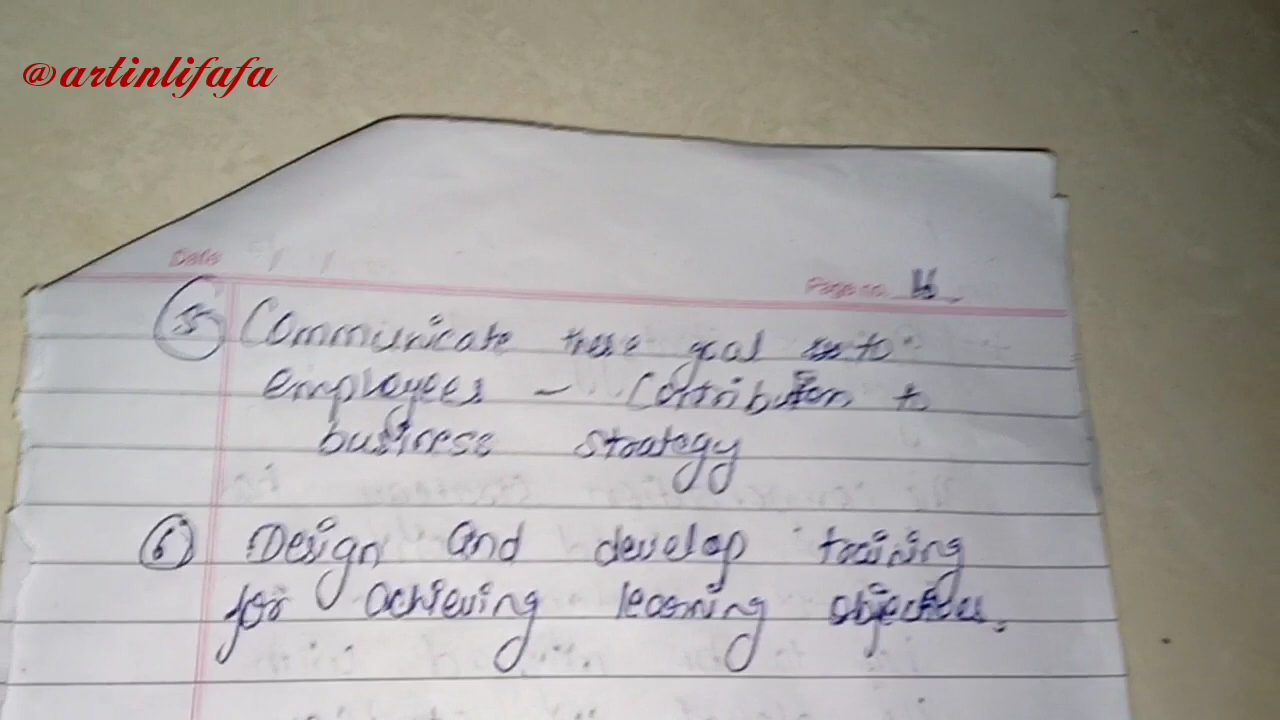 @artinlifafa
Date
Page no.
5 Communicate these goal to
employees - Contribution to
business strategy
6 Design and develop training
for achieving learning objectives.